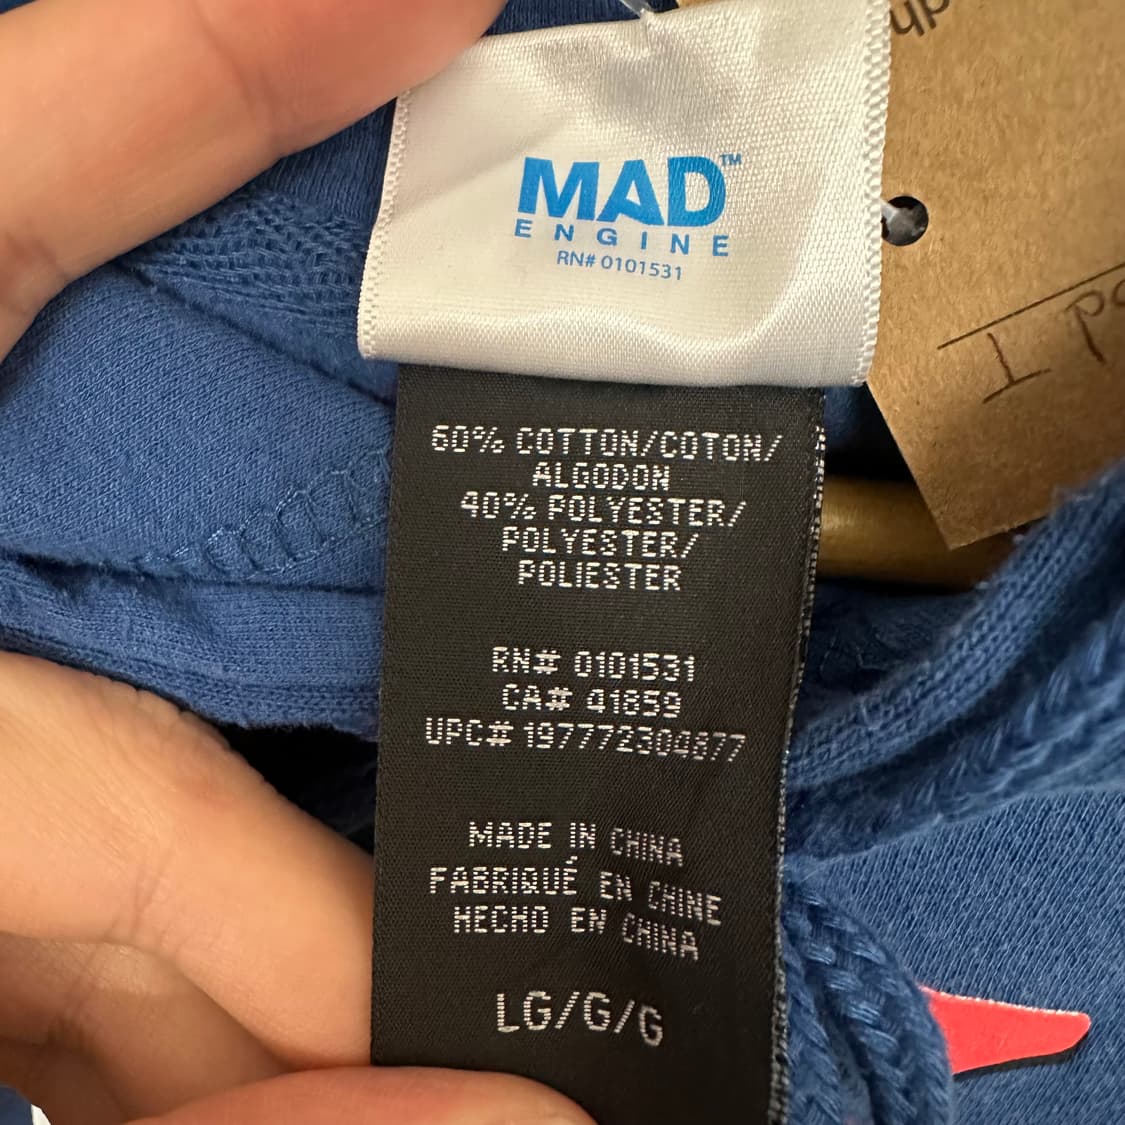 MAD™
ENGINE
RN# 0101531
60% COTTON/COTON/
ALGODON
40% POLYESTER/
POLYESTER/
POLIESTER
RN# 0101531
CA# 41859
UPC# 197772304877
MADE IN CHINA
FABRIQUÉ EN CHINE
HECHO EN CHINA
LG/G/G